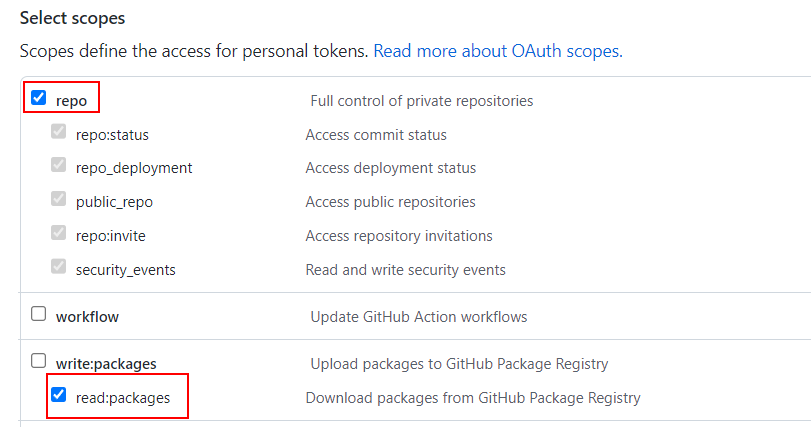 Select scopes
Scopes define the access for personal tokens. Read more about OAuth scopes.
repo Full control of private repositories
repo:status Access commit status
repo_deployment Access deployment status
public_repo Access public repositories
repo:invite Access repository invitations
security_events Read and write security events
workflow Update GitHub Action workflows
write:packages Upload packages to GitHub Package Registry
read:packages Download packages from GitHub Package Registry